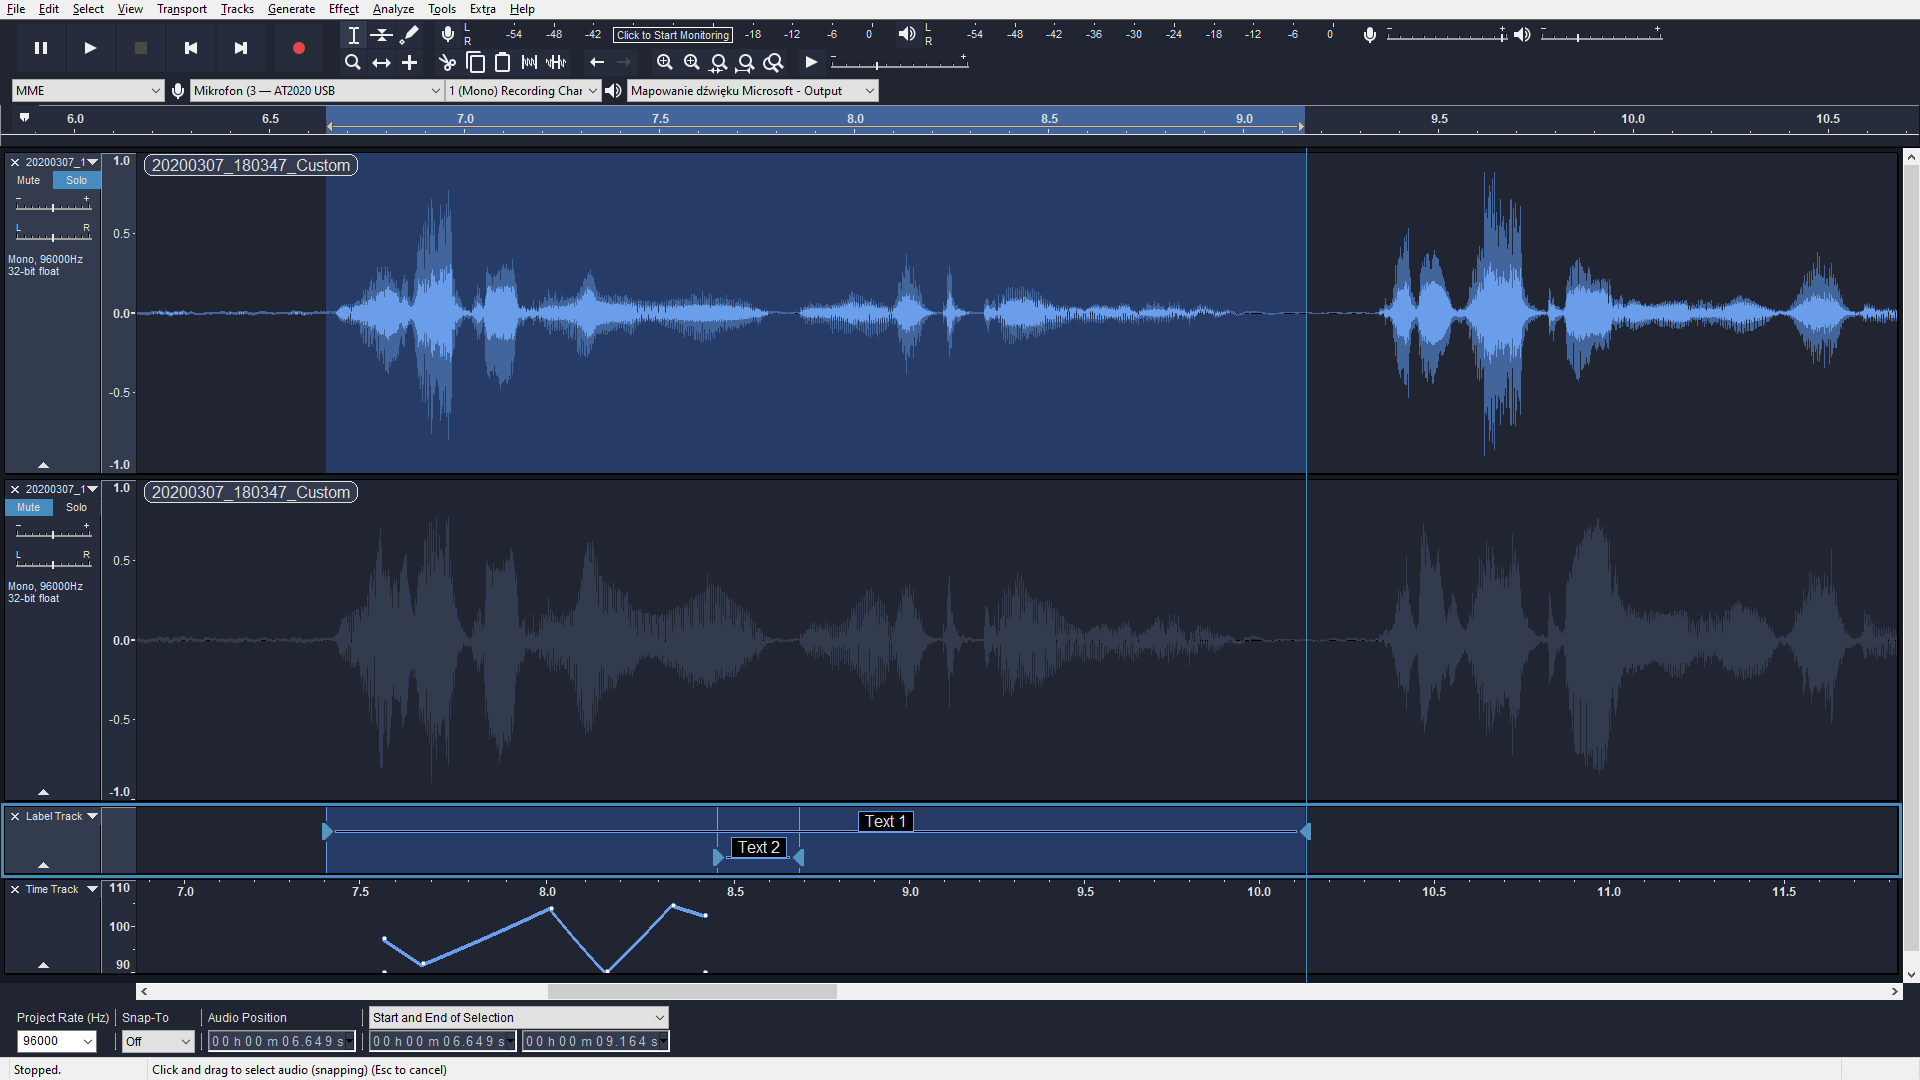 File Edit Select View Transport Tracks Generate Effect Analyze Tools Extra Help
L R -54 -48 -42 Click to Start Monitoring -18 -12 -6 0 L R -54 -48 -42 -36 -30 -24 -18 -12 -6 0
MME Mikrofon (3 — AT2020 USB 1 (Mono) Recording Char Mapowanie dźwięku Microsoft - Output
6.0 6.5 7.0 7.5 8.0 8.5 9.0 9.5 10.0 10.5
20200307_1 1.0 20200307_180347_Custom
Mute Solo
- +
0.5
L R
Mono, 96000Hz
32-bit float
0.0
-0.5
-1.0
20200307_1 1.0 20200307_180347_Custom
Mute Solo
- +
0.5
L R
Mono, 96000Hz
32-bit float
0.0
-0.5
-1.0
Label Track Text 1
Text 2
Time Track 110 7.0 7.5 8.0 8.5 9.0 9.5 10.0 10.5 11.0 11.5
100
90
Project Rate (Hz) Snap-To Audio Position Start and End of Selection
96000 Off 00 h 00 m 06.649 s 00 h 00 m 06.649 s 00 h 00 m 09.164 s
Stopped. Click and drag to select audio (snapping) (Esc to cancel)